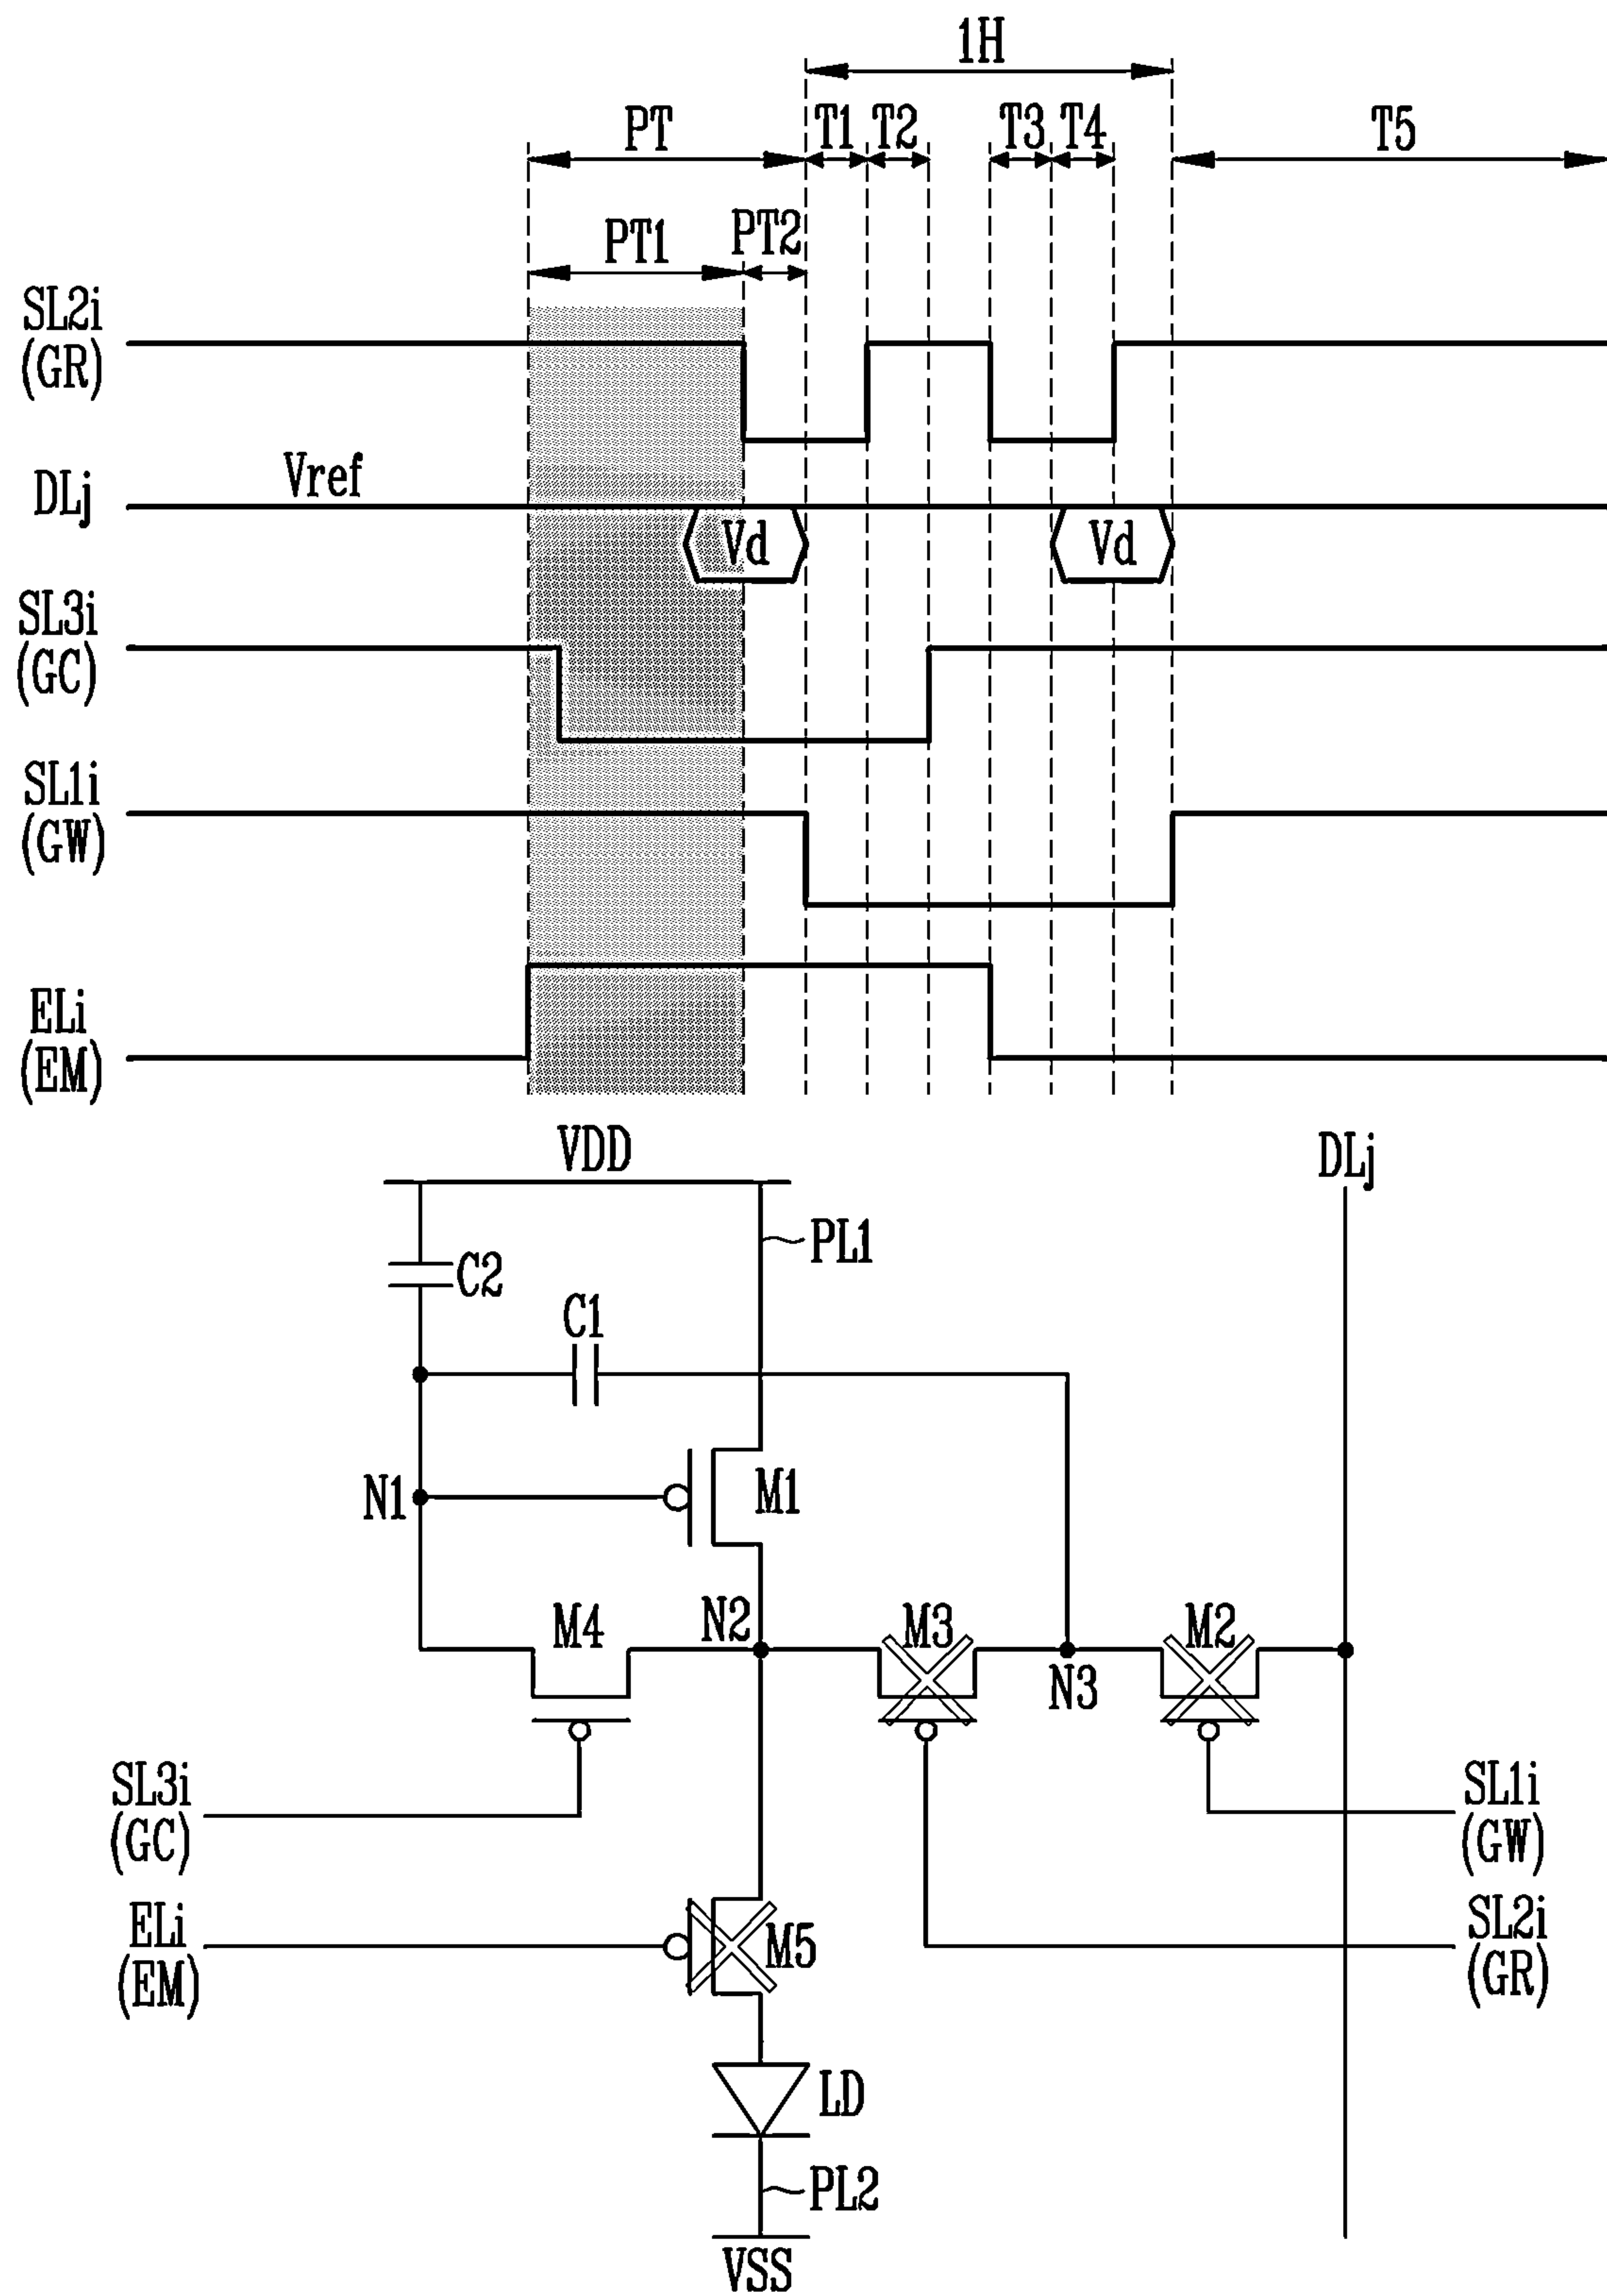 1H
PT
T1
T2
T3
T4
T5
PT1
PT2
SL2i
(GR)
DLj
Vref
Vd
Vd
SL3i
(GC)
SL1i
(GW)
ELi
(EM)
VDD
DLj
PL1
C2
C1
N1
M1
M4
N2
M3
N3
M2
SL3i
(GC)
SL1i
(GW)
ELi
(EM)
M5
SL2i
(GR)
LD
PL2
VSS